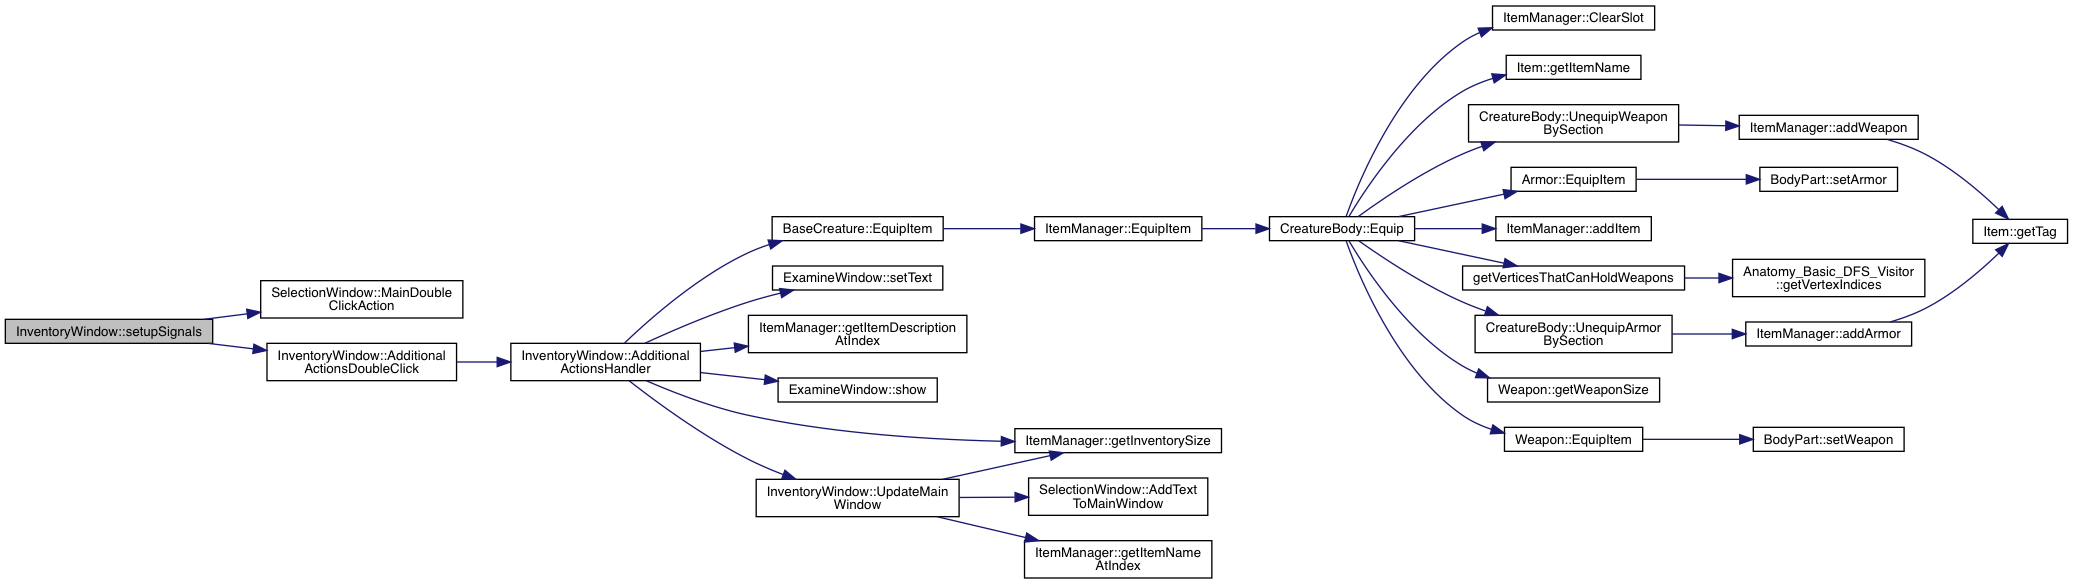 InventoryWindow::setupSignals
SelectionWindow::MainDouble
ClickAction
InventoryWindow::Additional
ActionsDoubleClick
InventoryWindow::Additional
ActionsHandler
BaseCreature::EquipItem
ExamineWindow::setText
ItemManager::getItemDescription
AtIndex
ExamineWindow::show
InventoryWindow::UpdateMain
Window
ItemManager::EquipItem
ItemManager::getInventorySize
SelectionWindow::AddText
ToMainWindow
ItemManager::getItemName
AtIndex
CreatureBody::Equip
ItemManager::ClearSlot
Item::getItemName
CreatureBody::UnequipWeapon
BySection
Armor::EquipItem
ItemManager::addItem
getVerticesThatCanHoldWeapons
CreatureBody::UnequipArmor
BySection
Weapon::getWeaponSize
Weapon::EquipItem
ItemManager::addWeapon
BodyPart::setArmor
Anatomy_Basic_DFS_Visitor
::getVertexIndices
ItemManager::addArmor
BodyPart::setWeapon
Item::getTag